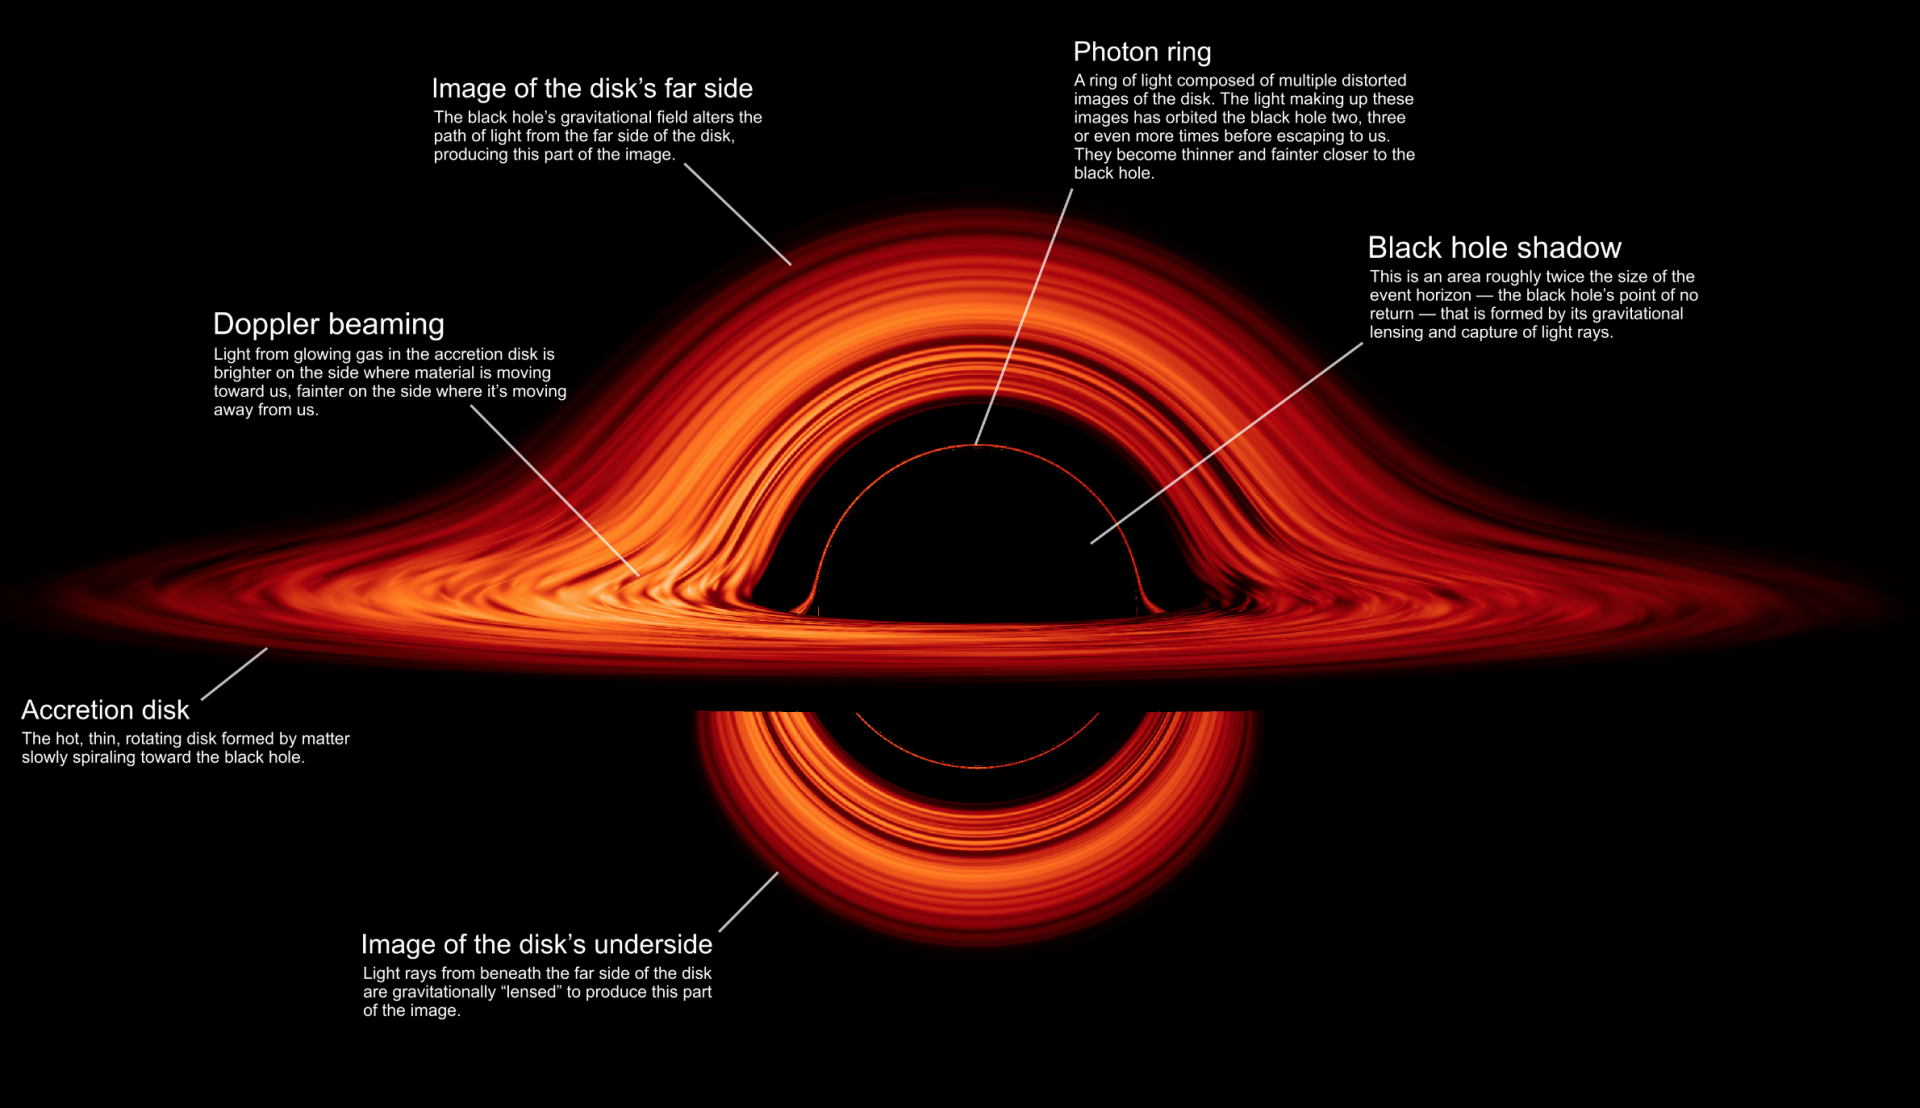 Image of the disk’s far side
The black hole’s gravitational field alters the
path of light from the far side of the disk,
producing this part of the image.
Photon ring
A ring of light composed of multiple distorted
images of the disk. The light making up these
images has orbited the black hole two, three
or even more times before escaping to us.
They become thinner and fainter closer to the
black hole.
Black hole shadow
This is an area roughly twice the size of the
event horizon — the black hole’s point of no
return — that is formed by its gravitational
lensing and capture of light rays.
Doppler beaming
Light from glowing gas in the accretion disk is
brighter on the side where material is moving
toward us, fainter on the side where it’s moving
away from us.
Accretion disk
The hot, thin, rotating disk formed by matter
slowly spiraling toward the black hole.
Image of the disk’s underside
Light rays from beneath the far side of the disk
are gravitationally “lensed” to produce this part
of the image.